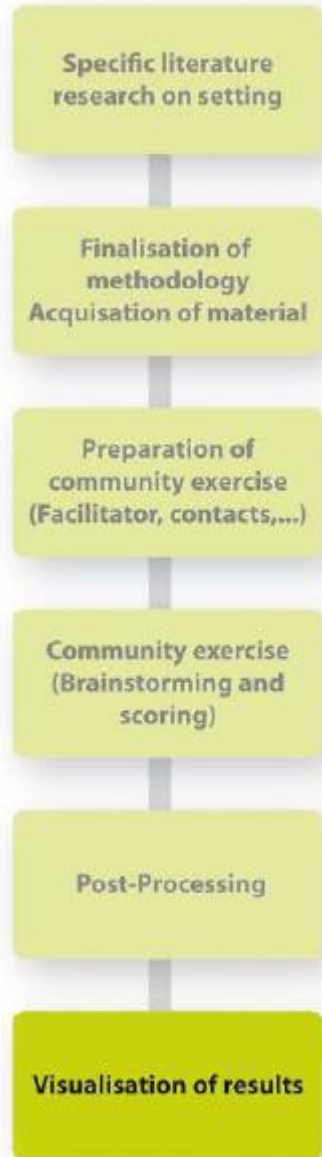 Specific literature
research on setting
Finalisation of
methodology
Acquisation of material
Preparation of
community exercise
(Facilitator, contacts,...)
Community exercise
(Brainstorming and
scoring)
Post-Processing
Visualisation of results